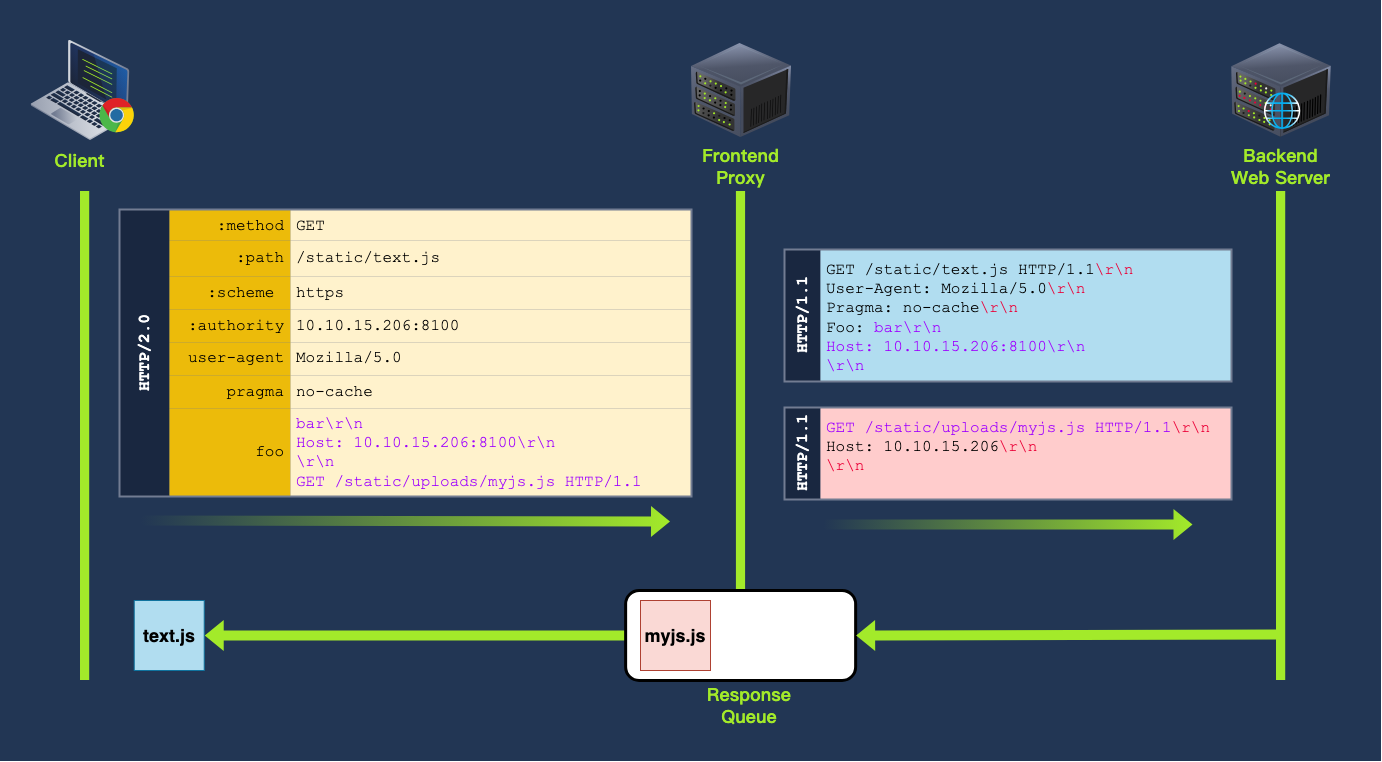 Client
Frontend
Proxy
Backend
Web Server
HTTP/2.0
:method GET
:path /static/text.js
:scheme https
:authority 10.10.15.206:8100
user-agent Mozilla/5.0
pragma no-cache
foo
bar\r\n
Host: 10.10.15.206:8100\r\n
\r\n
GET /static/uploads/myjs.js HTTP/1.1
HTTP/1.1
GET /static/text.js HTTP/1.1\r\n
User-Agent: Mozilla/5.0\r\n
Pragma: no-cache\r\n
Foo: bar\r\n
Host: 10.10.15.206:8100\r\n
\r\n
HTTP/1.1
GET /static/uploads/myjs.js HTTP/1.1\r\n
Host: 10.10.15.206\r\n
\r\n
text.js
myjs.js
Response
Queue